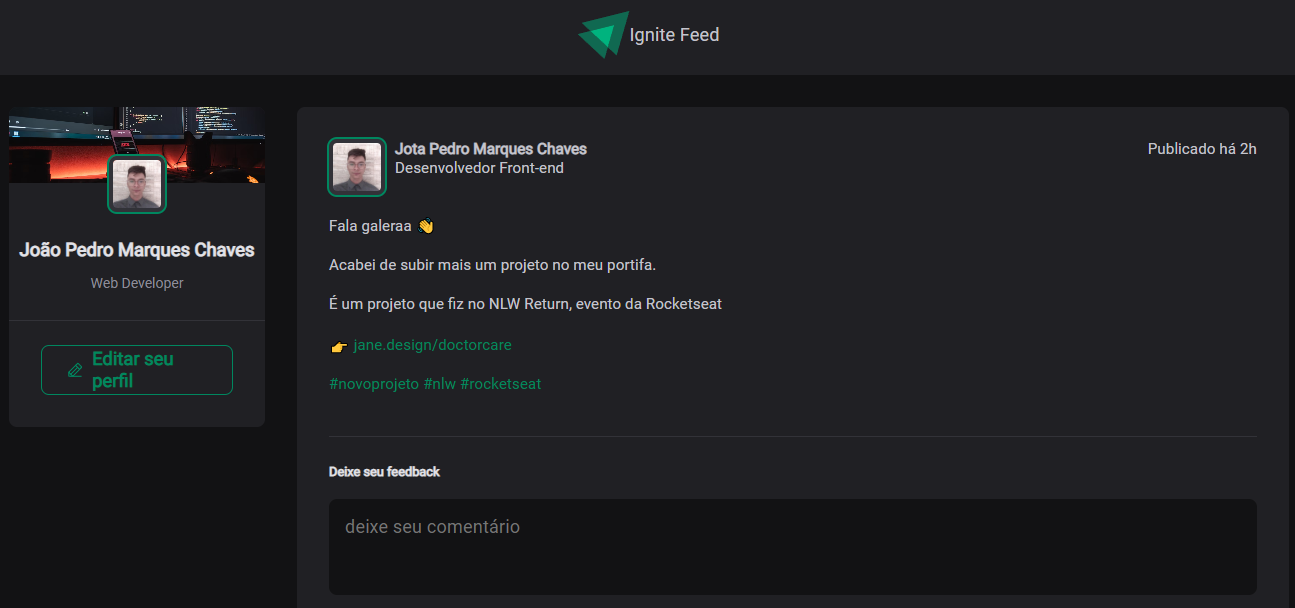 Ignite Feed
João Pedro Marques Chaves
Web Developer
Editar seu
perfil
Jota Pedro Marques Chaves
Desenvolvedor Front-end
Publicado há 2h
Fala galeraa 👋
Acabei de subir mais um projeto no meu portifa.
É um projeto que fiz no NLW Return, evento da Rocketseat
👉 jane.design/doctorcare
#novoprojeto #nlw #rocketseat
Deixe seu feedback
deixe seu comentário